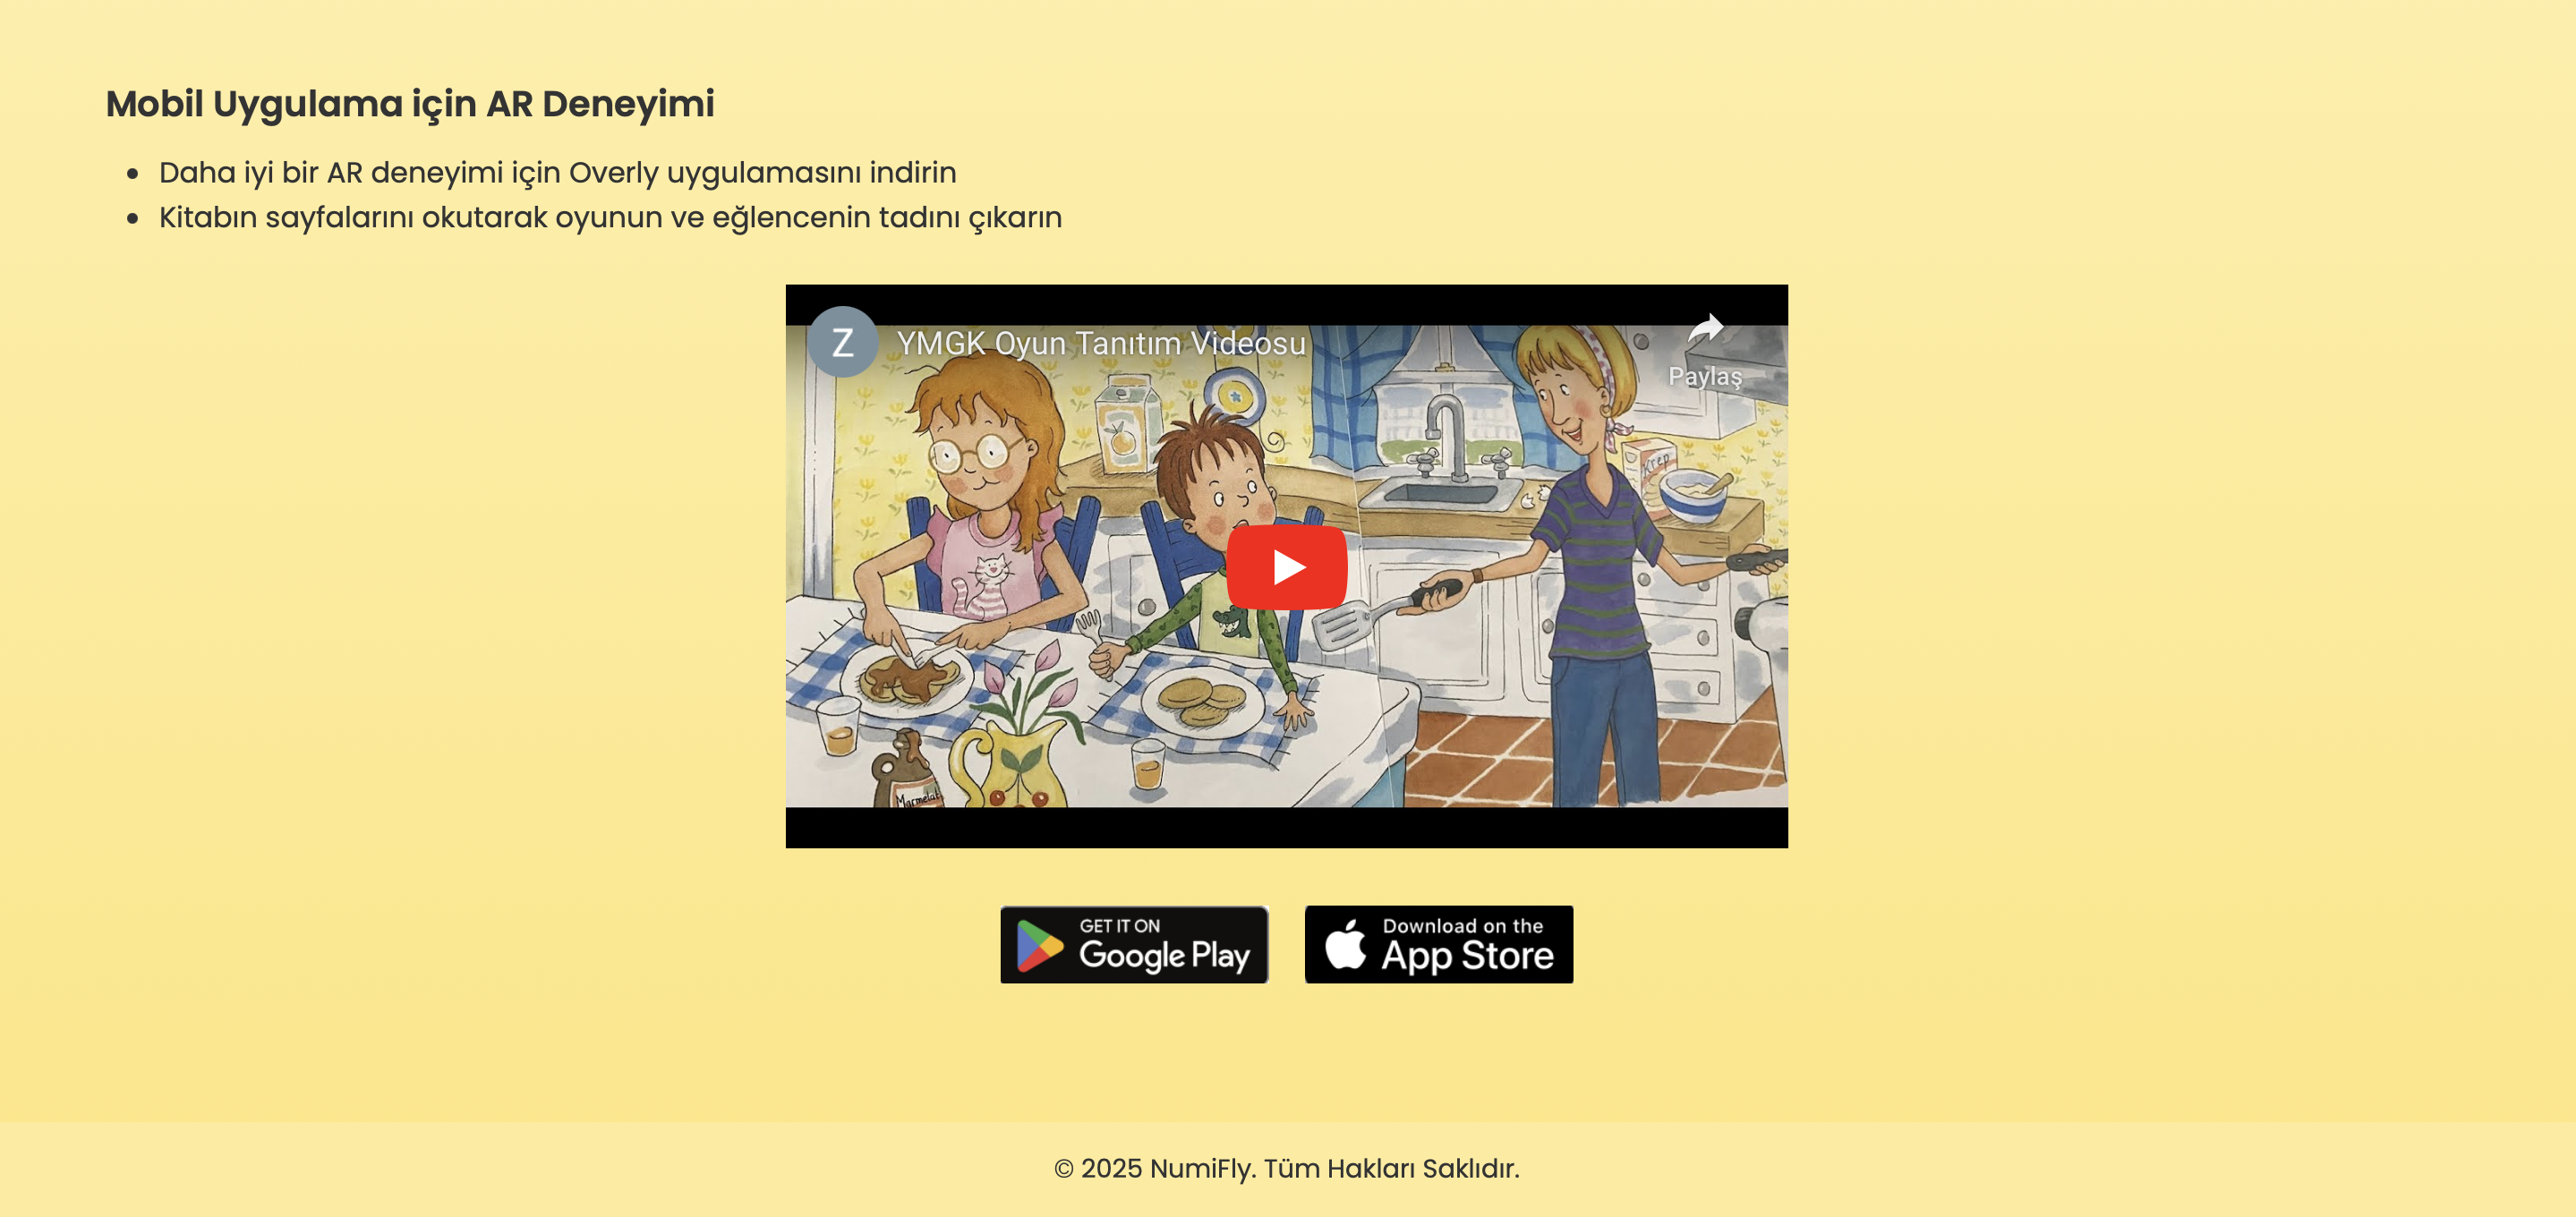 Mobil Uygulama için AR Deneyimi
Daha iyi bir AR deneyimi için Overly uygulamasını indirin
Kitabın sayfalarını okutarak oyunun ve eğlencenin tadını çıkarın
Z
YMGK Oyun Tanıtım Videosu
Paylaş
Krep
Marmelat
GET IT ON
Google Play
Download on the
App Store
© 2025 NumiFly. Tüm Hakları Saklıdır.